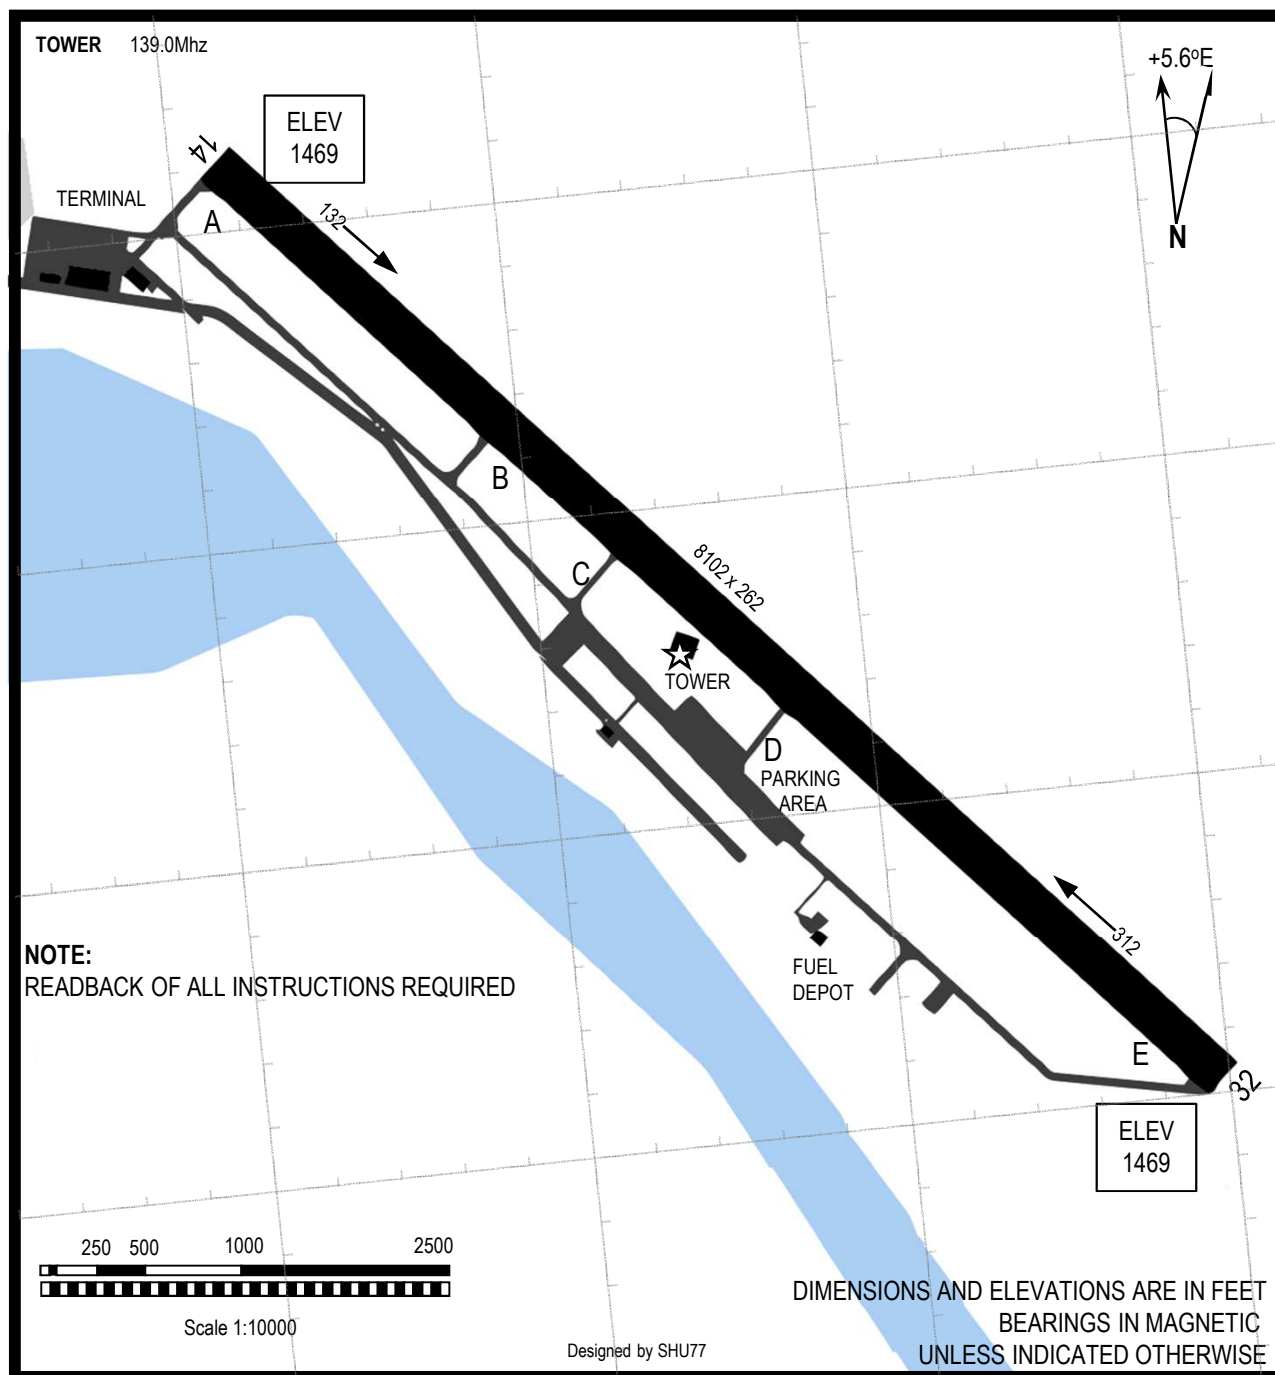 TOWER 139.0Mhz
+5.6ºE
ELEV
1469
14
TERMINAL
A
132
N
B
C
8102 x 262
TOWER
D
PARKING
AREA
312
NOTE:
READBACK OF ALL INSTRUCTIONS REQUIRED
FUEL
DEPOT
E
32
ELEV
1469
250 500 1000 2500
Scale 1:10000
DIMENSIONS AND ELEVATIONS ARE IN FEET
BEARINGS IN MAGNETIC
UNLESS INDICATED OTHERWISE
Designed by SHU77